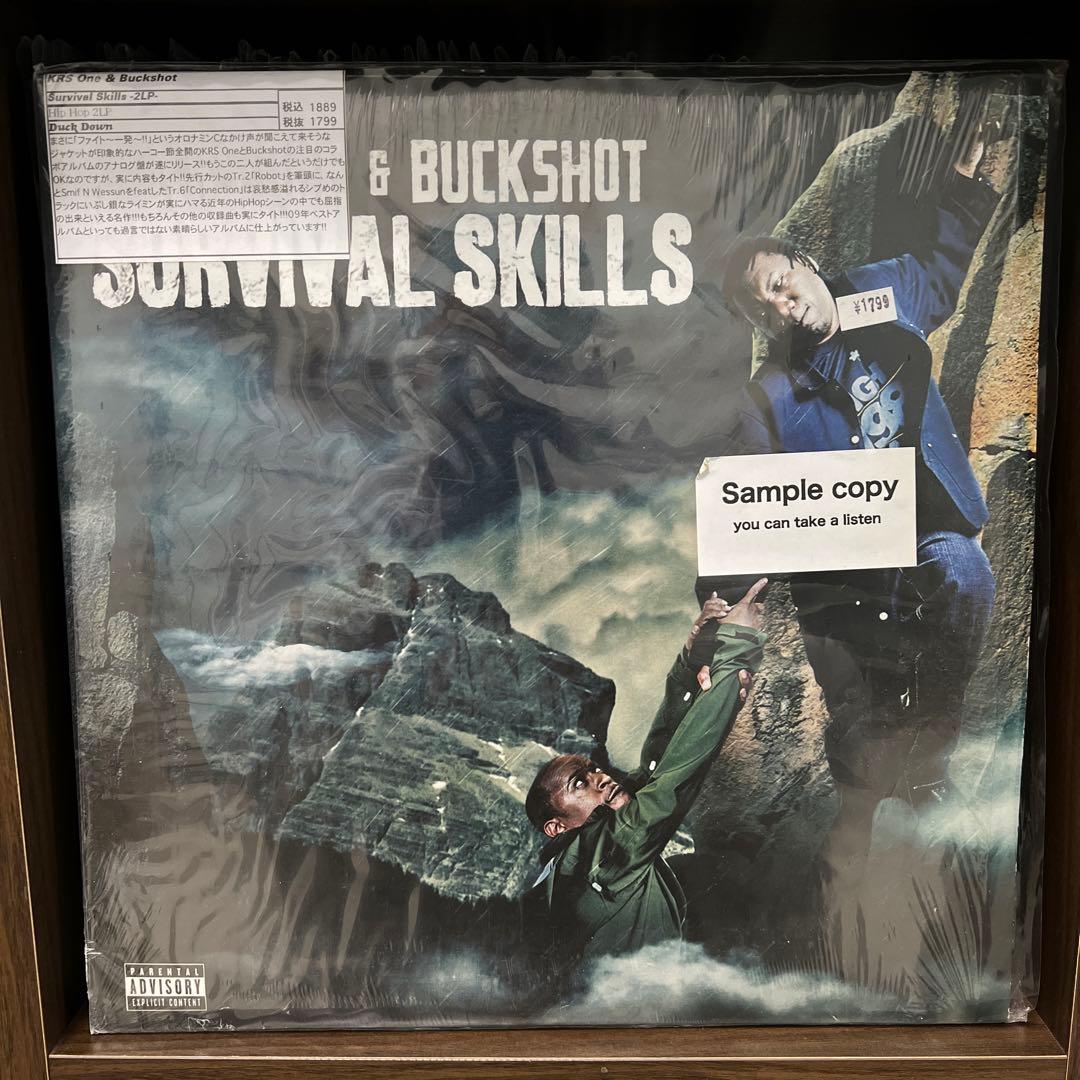 KRS One & Buckshot
Survival Skills -2LP-
Hip Hop 2LP
Duck Down
税込 1889
税抜 1799
まさに「ファイト～一発～!!」というオロナミンCなかけ声が聞こえて来そうな
ジャケットが印象的なハーコー節全開のKRS OneとBuckshotの注目のコラ
ボアルバムのアナログ盤が遂にリリース!!もうこの二人が組んだというだけでも
OKなのですが、実に内容もタイト!!先行カットのTr.2「Robot」を筆頭に、なん
とSmif N WessunをfeatしたTr.6「Connection」は哀愁感溢れるシブめのト
ラックにいぶし銀なライミンが実にハマる近年のHipHopシーンの中でも屈指
の出来といえる名作!!!もちろんその他の収録曲も実にタイト!!!09年ベストア
ルバムといっても過言ではない素晴らしいアルバムに仕上がっています!!
& BUCKSHOT
SURVIVAL SKILLS
¥1799
Sample copy
you can take a listen
PARENTAL
ADVISORY
EXPLICIT CONTENT